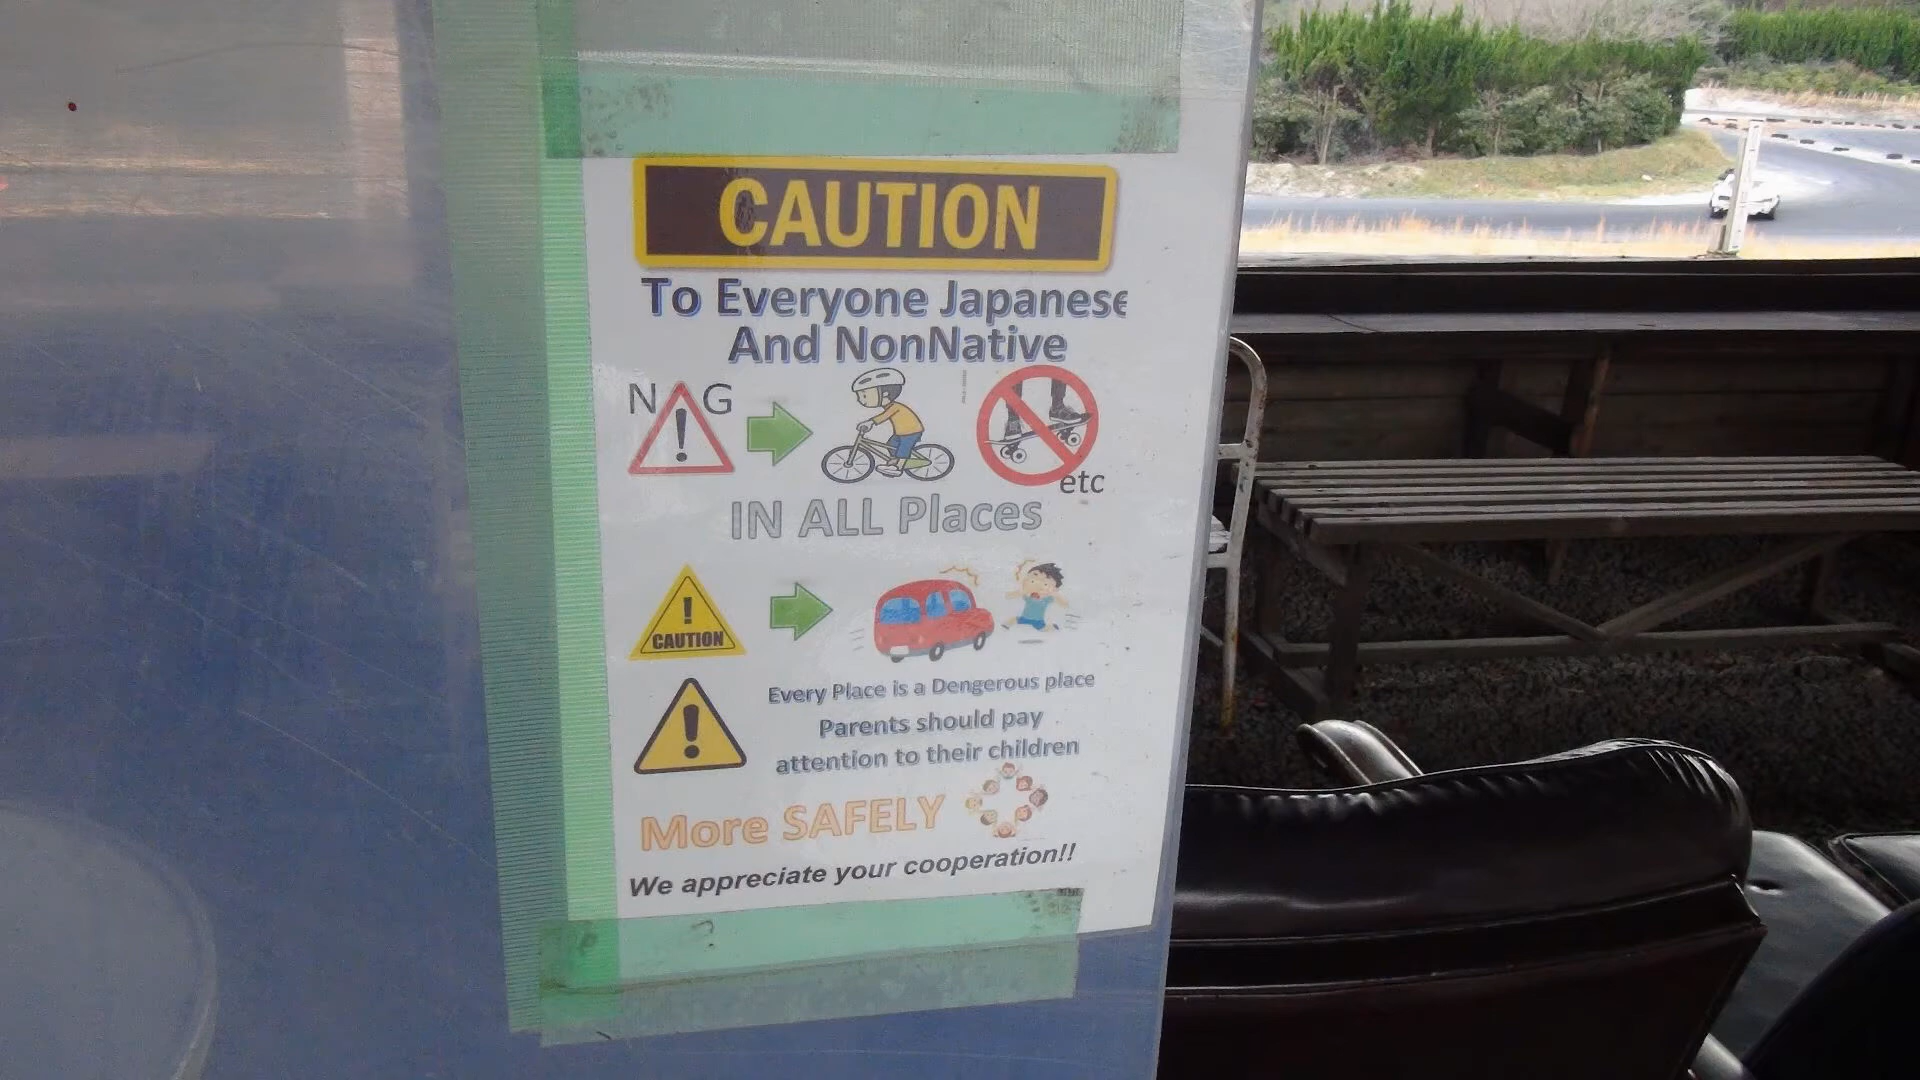 CAUTION
To Everyone Japanese
And NonNative
N G
etc
IN ALL Places
CAUTION
Every Place is a Dengerous place
Parents should pay
attention to their children
More SAFELY
We appreciate your cooperation!!